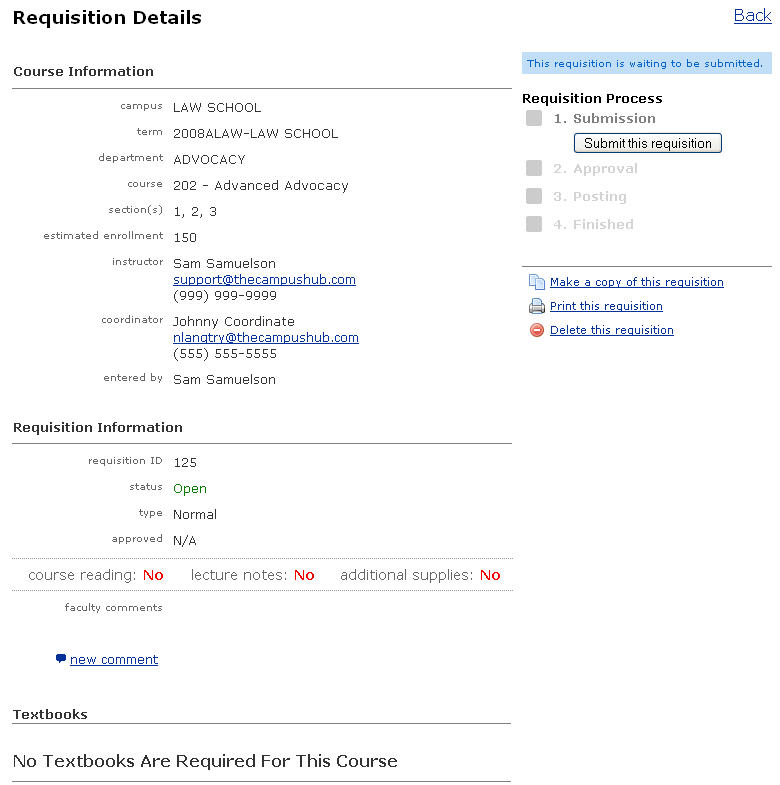 Requisition Details
Back
Course Information
campus LAW SCHOOL
term 2008ALAW-LAW SCHOOL
department ADVOCACY
course 202 - Advanced Advocacy
section(s) 1, 2, 3
estimated enrollment 150
instructor Sam Samuelson
support@thecampushub.com
(999) 999-9999
coordinator Johnny Coordinate
nlangtry@thecampushub.com
(555) 555-5555
entered by Sam Samuelson
This requisition is waiting to be submitted.
Requisition Process
1. Submission
Submit this requisition
2. Approval
3. Posting
4. Finished
Make a copy of this requisition
Print this requisition
Delete this requisition
Requisition Information
requisition ID 125
status Open
type Normal
approved N/A
course reading: No lecture notes: No additional supplies: No
faculty comments
new comment
Textbooks
No Textbooks Are Required For This Course